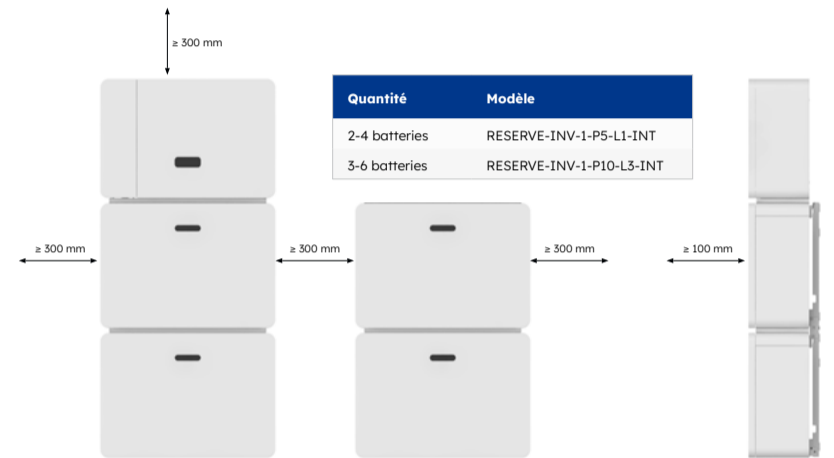 ≥ 300 mm
Quantité Modèle
2-4 batteries RESERVE-INV-1-P5-L1-INT
3-6 batteries RESERVE-INV-1-P10-L3-INT
≥ 300 mm ≥ 300 mm ≥ 300 mm ≥ 100 mm